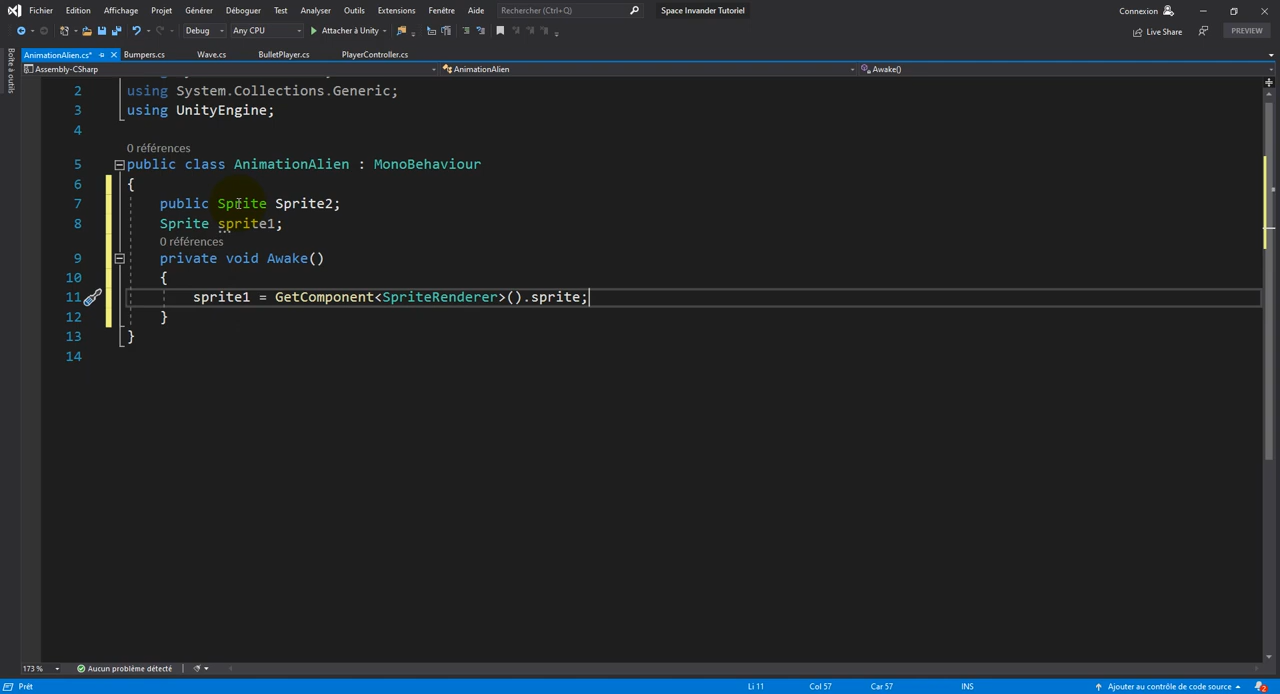 Fichier Edition Affichage Projet Générer Déboguer Test Analyser Outils Extensions Fenêtre Aide Rechercher (Ctrl+Q) Space Invander Tutoriel Connexion
Debug Any CPU Attacher à Unity Live Share PREVIEW
Boîte à outils
AnimationAlien.cs* Bumpers.cs Wave.cs BulletPlayer.cs PlayerController.cs
Assembly-CSharp AnimationAlien Awake()
2 using System.Collections.Generic;
3 using UnityEngine;
4
0 références
5 public class AnimationAlien : MonoBehaviour
6 {
7 public Sprite Sprite2;
8 Sprite sprite1;
0 références
9 private void Awake()
10 {
11 sprite1 = GetComponent<SpriteRenderer>().sprite;
12 }
13 }
14
173 % Aucun problème détecté
Prêt Li 11 Col 57 Car 57 INS Ajouter au contrôle de code source 2